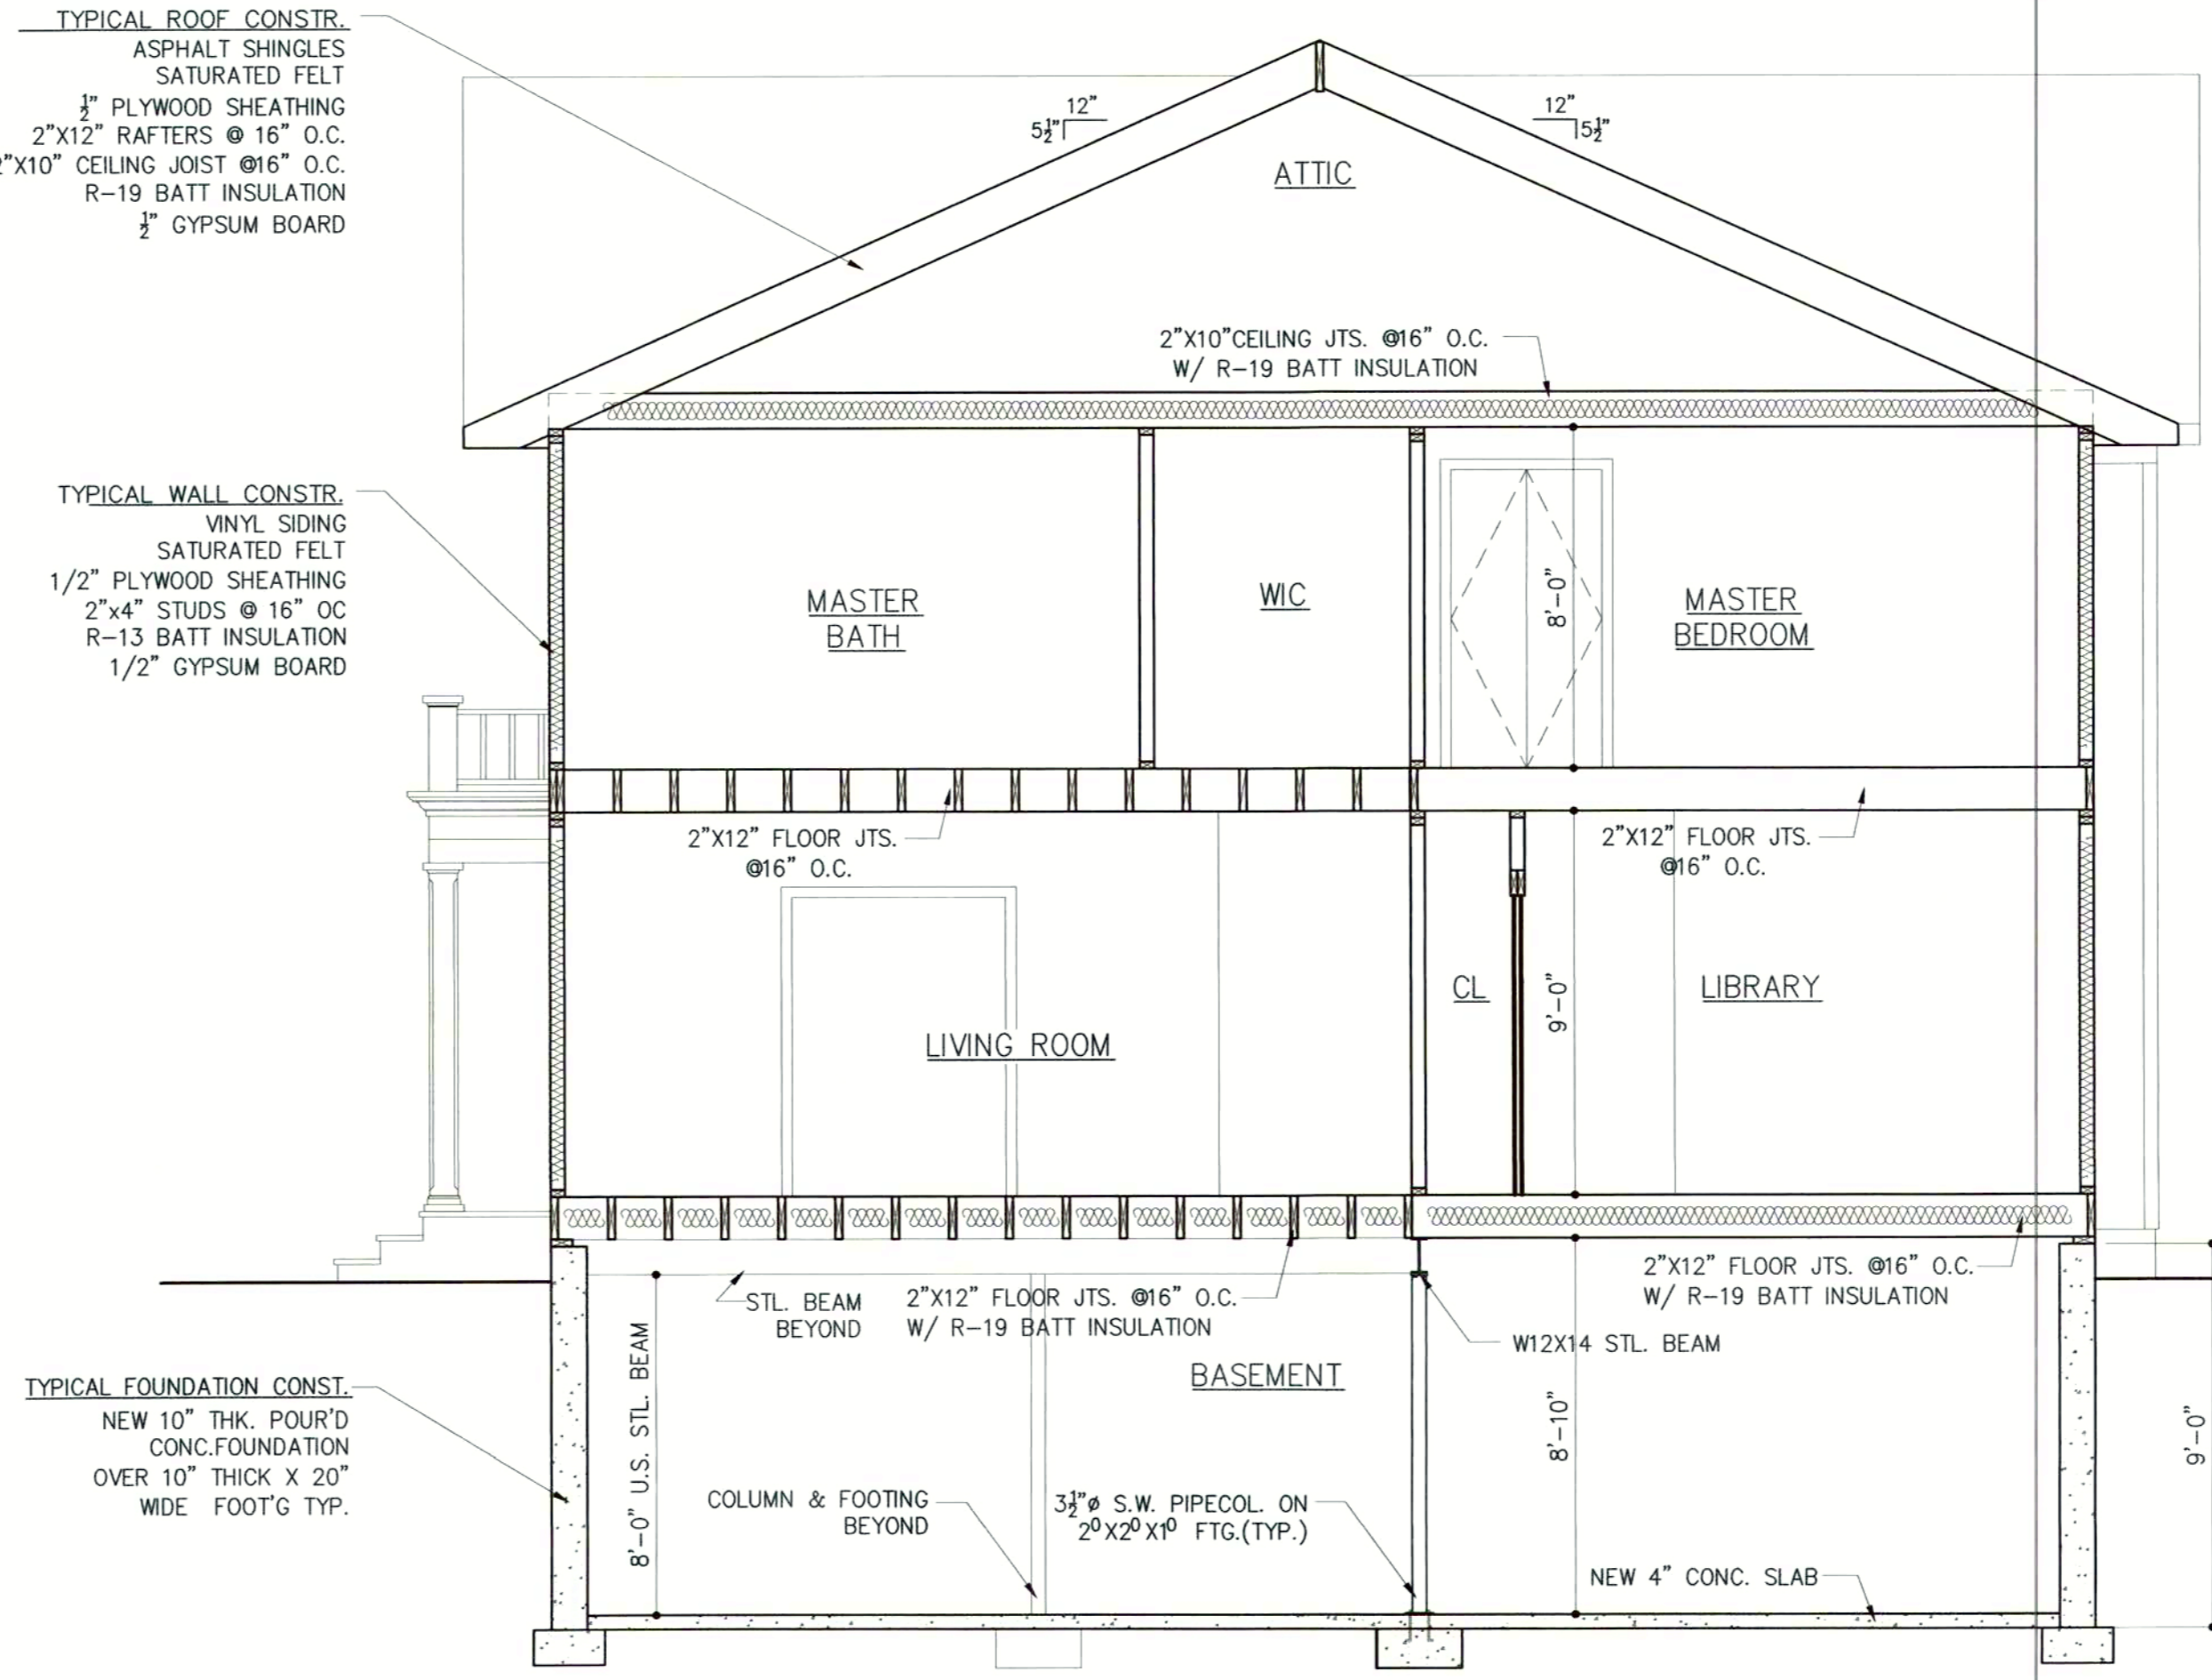 TYPICAL ROOF CONSTR.
ASPHALT SHINGLES
SATURATED FELT
½" PLYWOOD SHEATHING
2"X12" RAFTERS @ 16" O.C.
2"X10" CEILING JOIST @16" O.C.
R-19 BATT INSULATION
½" GYPSUM BOARD
12"
5½"
12"
5½"
ATTIC
2"X10"CEILING JTS. @16" O.C.
W/ R-19 BATT INSULATION
TYPICAL WALL CONSTR.
VINYL SIDING
SATURATED FELT
1/2" PLYWOOD SHEATHING
2"x4" STUDS @ 16" OC
R-13 BATT INSULATION
1/2" GYPSUM BOARD
MASTER
BATH
WIC
8'-0"
MASTER
BEDROOM
2"X12" FLOOR JTS.
@16" O.C.
2"X12" FLOOR JTS.
@16" O.C.
LIVING ROOM
CL
9'-0"
LIBRARY
STL. BEAM
BEYOND
2"X12" FLOOR JTS. @16" O.C.
W/ R-19 BATT INSULATION
2"X12" FLOOR JTS. @16" O.C.
W/ R-19 BATT INSULATION
W12X14 STL. BEAM
BASEMENT
TYPICAL FOUNDATION CONST.
NEW 10" THK. POUR'D
CONC.FOUNDATION
OVER 10" THICK X 20"
WIDE FOOT'G TYP.
8'-0" U.S. STL. BEAM
COLUMN & FOOTING
BEYOND
3½"ø S.W. PIPECOL. ON
2⁰X2⁰X1⁰ FTG.(TYP.)
8'-10"
9'-0"
NEW 4" CONC. SLAB